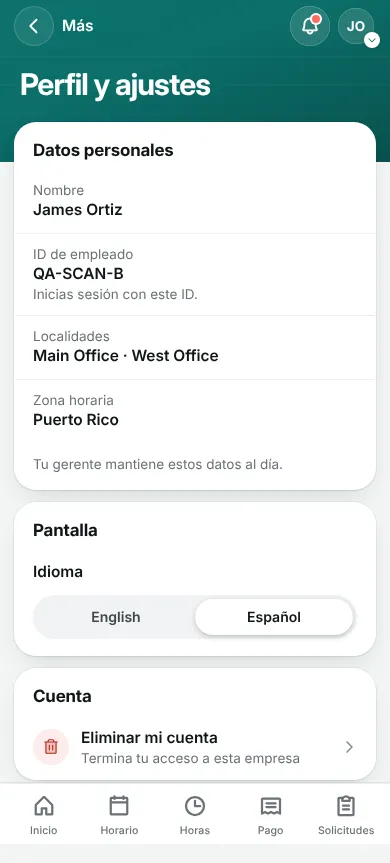 Más
JO
Perfil y ajustes
Datos personales
Nombre
James Ortiz
ID de empleado
QA-SCAN-B
Inicias sesión con este ID.
Localidades
Main Office · West Office
Zona horaria
Puerto Rico
Tu gerente mantiene estos datos al día.
Pantalla
Idioma
English
Español
Cuenta
Eliminar mi cuenta
Termina tu acceso a esta empresa
Inicio
Horario
Horas
Pago
Solicitudes